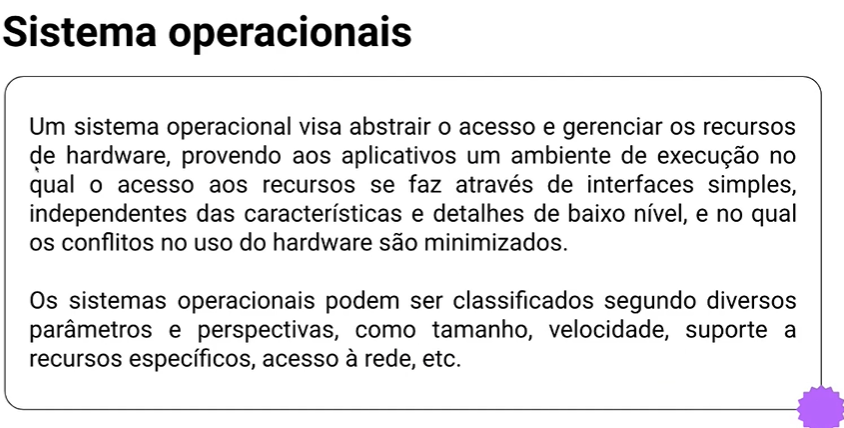 Sistema operacionais
Um sistema operacional visa abstrair o acesso e gerenciar os recursos
de hardware, provendo aos aplicativos um ambiente de execução no
qual o acesso aos recursos se faz através de interfaces simples,
independentes das características e detalhes de baixo nível, e no qual
os conflitos no uso do hardware são minimizados.
Os sistemas operacionais podem ser classificados segundo diversos
parâmetros e perspectivas, como tamanho, velocidade, suporte a
recursos específicos, acesso à rede, etc.